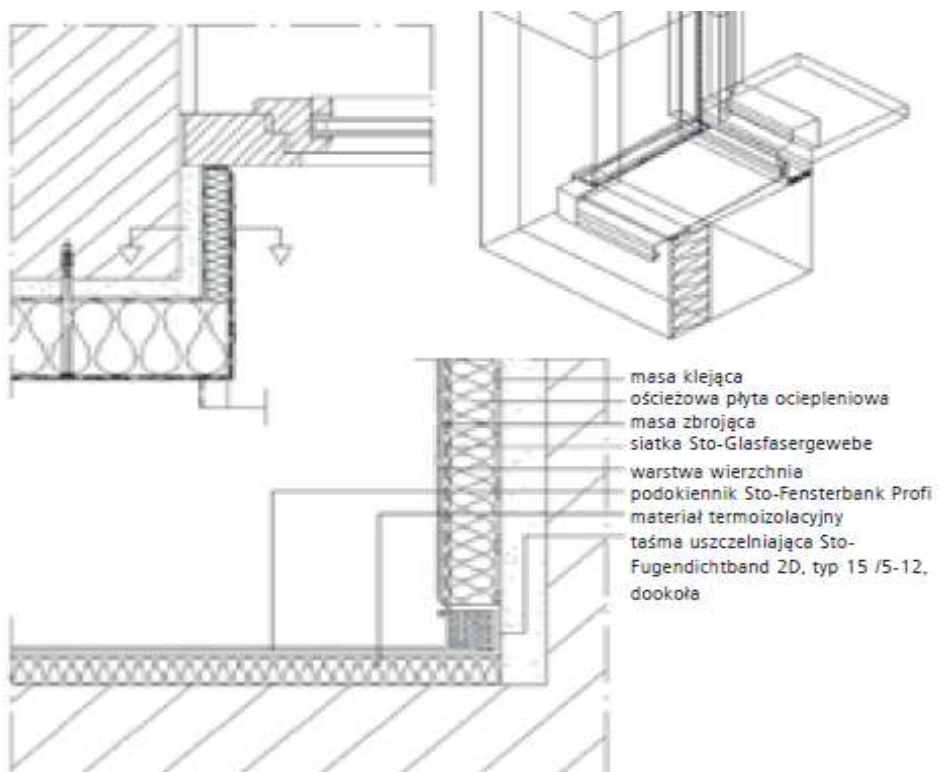 masa klejąca
ościeżowa płyta ociepleniowa
masa zbrojąca
siatka Sto-Glasfasergewebe
warstwa wierzchnia
podokiennik Sto-Fensterbank Profi
materiał termoizolacyjny
taśma uszczelniająca Sto-
Fugendichtband 2D, typ 15 /5-12,
dookoła